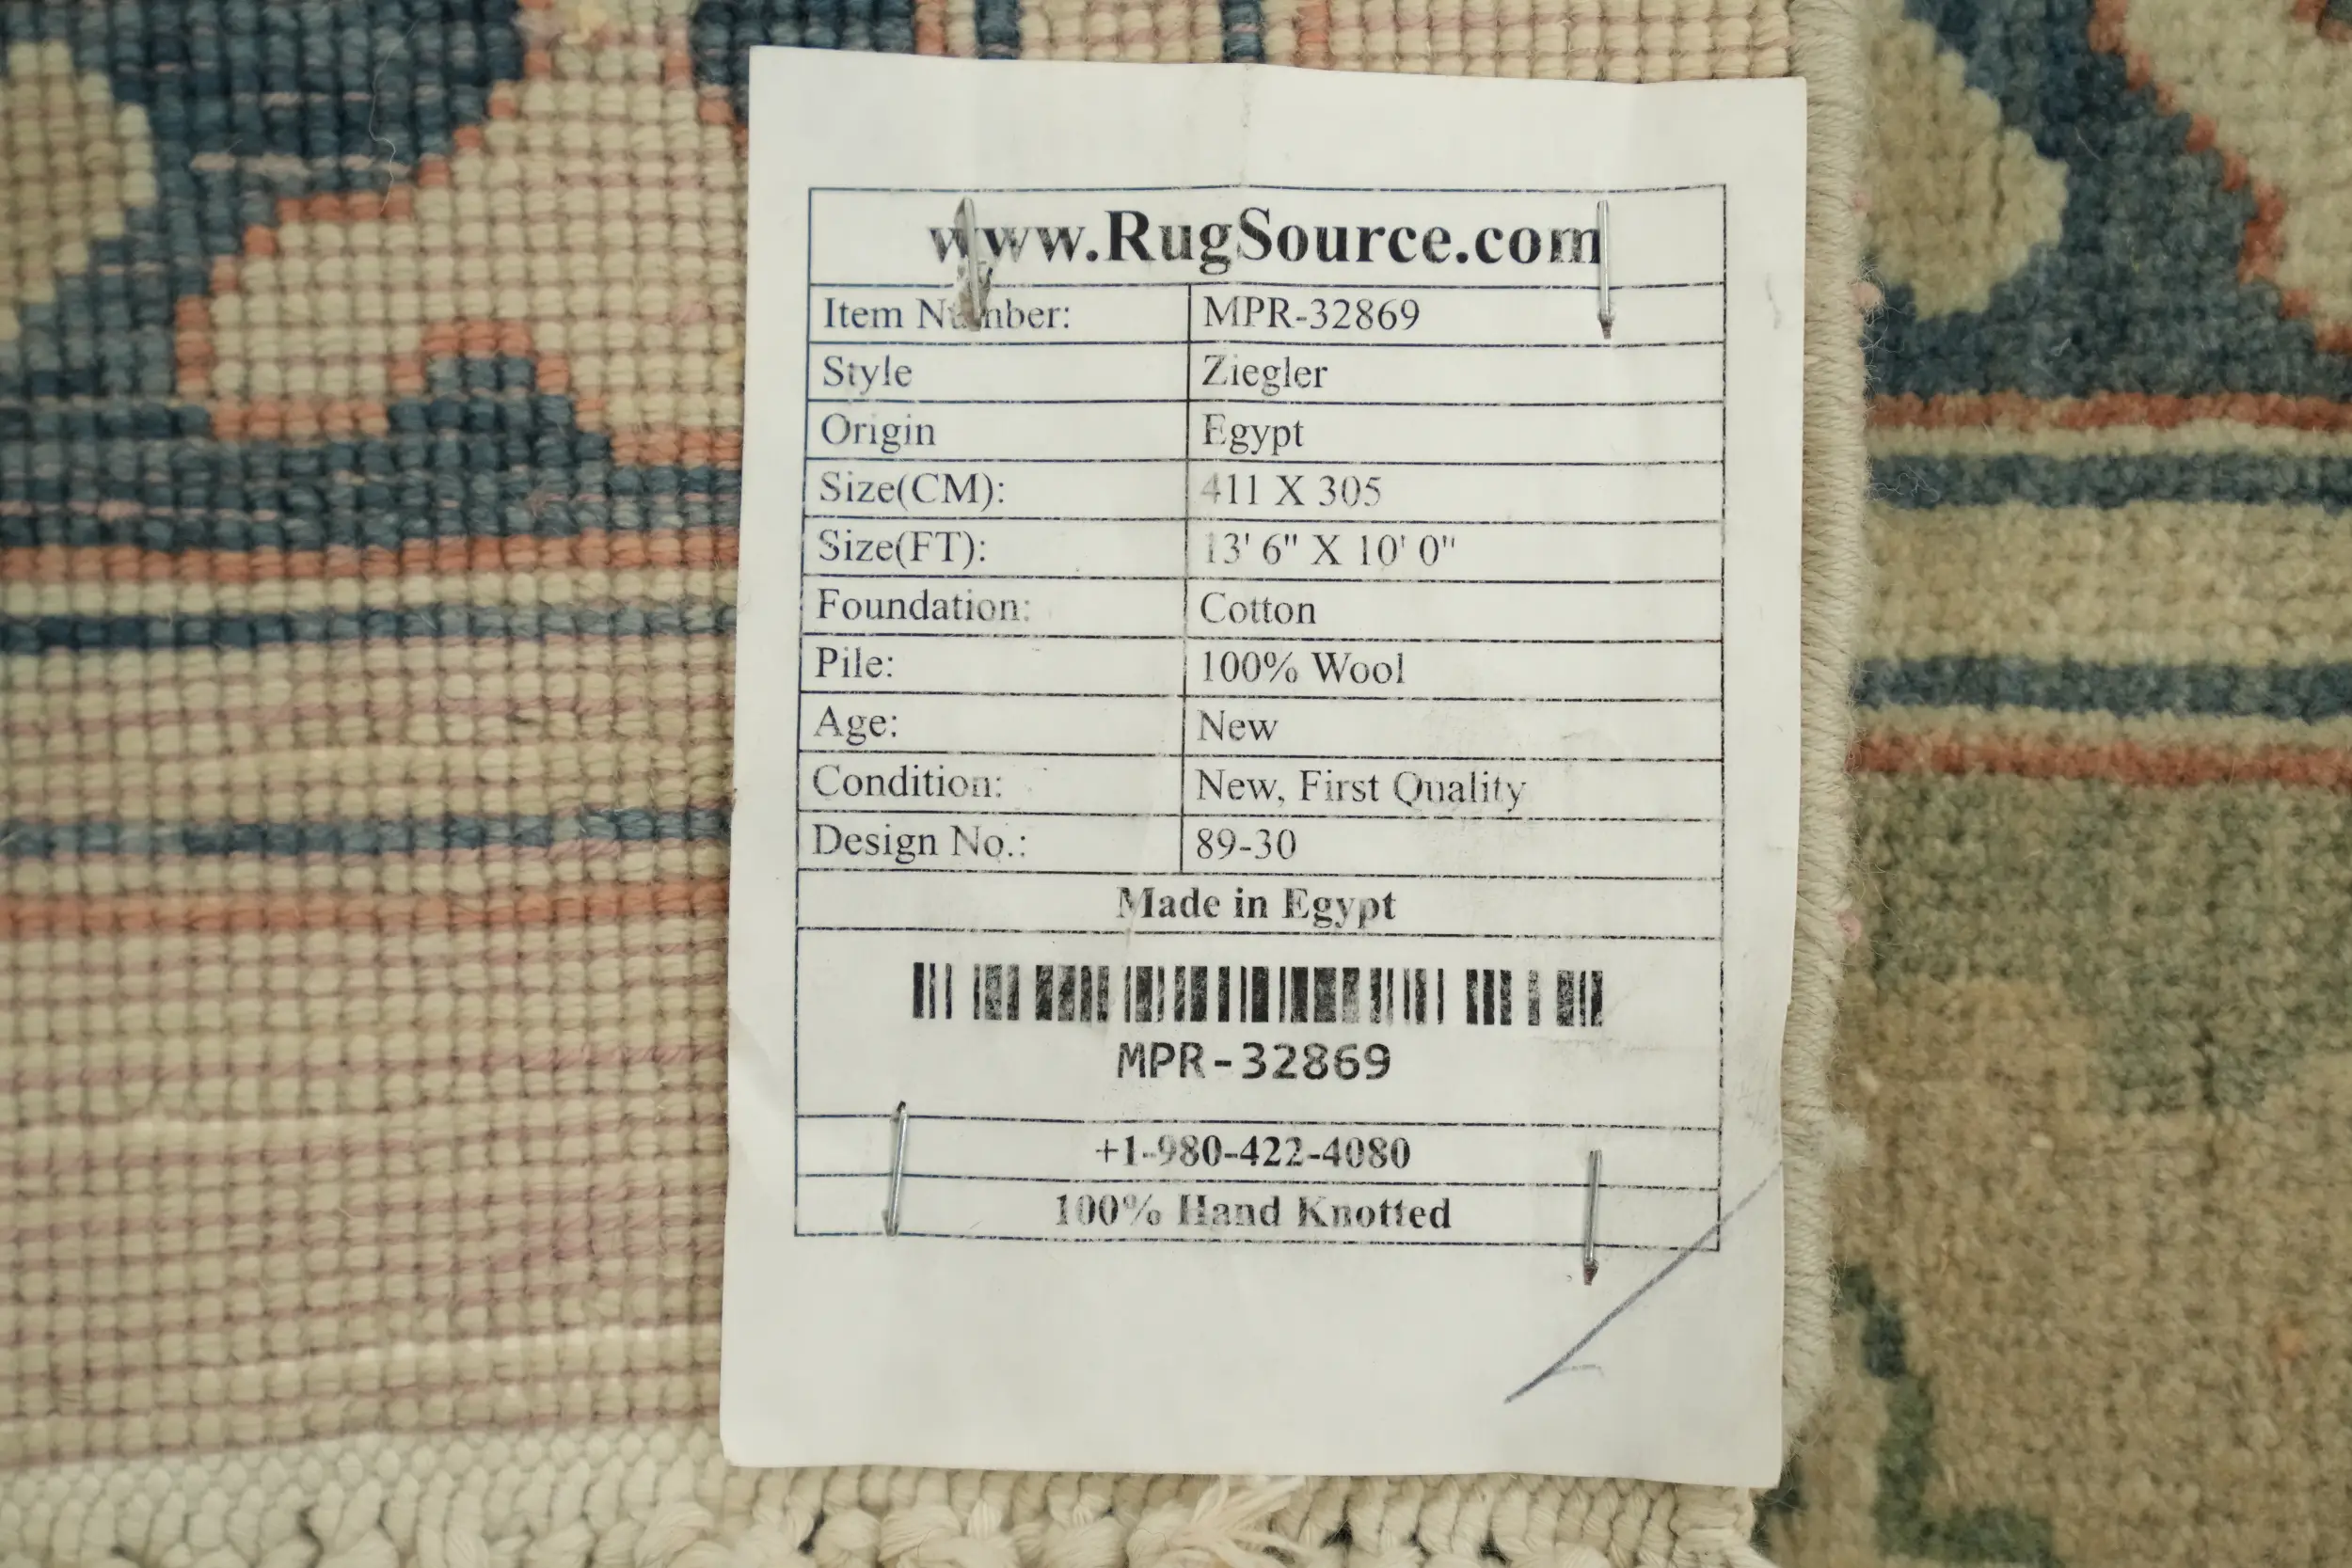 www.RugSource.com
Item Number: MPR-32869
Style Ziegler
Origin Egypt
Size(CM): 411 X 305
Size(FT): 13' 6" X 10' 0"
Foundation: Cotton
Pile: 100% Wool
Age: New
Condition: New, First Quality
Design No.: 89-30
Made in Egypt
MPR-32869
+1-980-422-4080
100% Hand Knotted